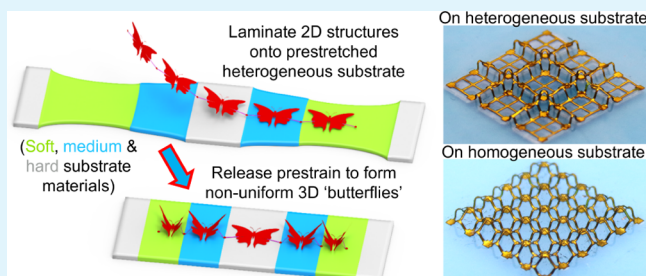 Laminate 2D structures
onto prestretched
heterogeneous substrate
(Soft, medium &
hard substrate
materials)
Release prestrain to form
non-uniform 3D ‘butterflies’
On heterogeneous substrate
On homogeneous substrate